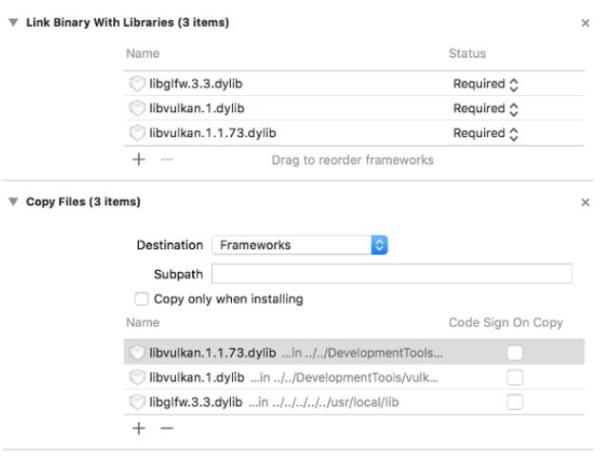 Link Binary With Libraries (3 items)
Name Status
libglfw.3.3.dylib Required
libvulkan.1.dylib Required
libvulkan.1.1.73.dylib Required
Drag to reorder frameworks
Copy Files (3 items)
Destination Frameworks
Subpath
Copy only when installing
Name Code Sign On Copy
libvulkan.1.1.73.dylib ...in ../../DevelopmentTools...
libvulkan.1.dylib ...in ../../DevelopmentTools/vulk...
libglfw.3.3.dylib ...in ../../../../../usr/local/lib